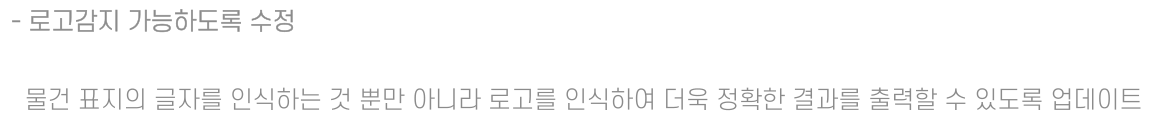 - 로고감지 가능하도록 수정
물건 표지의 글자를 인식하는 것 뿐만 아니라 로고를 인식하여 더욱 정확한 결과를 출력할 수 있도록 업데이트